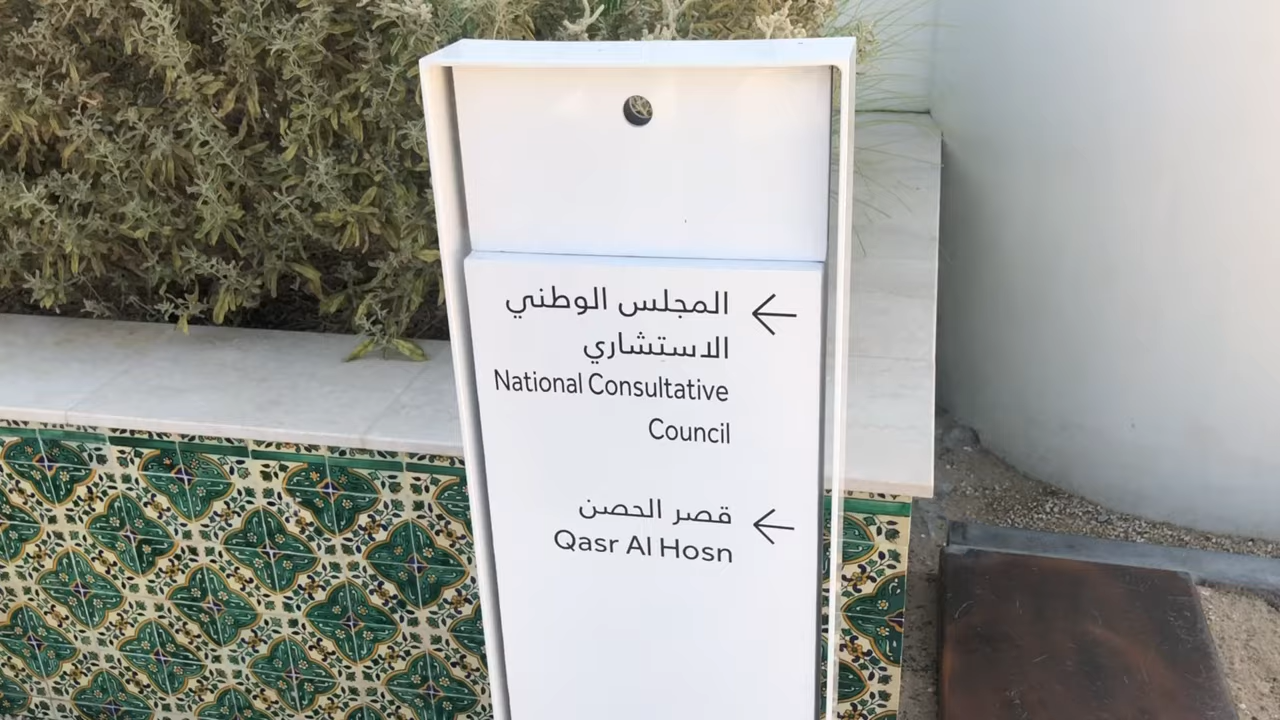 المجلس الوطني
الاستشاري
National Consultative
Council
قصر الحصن
Qasr Al Hosn